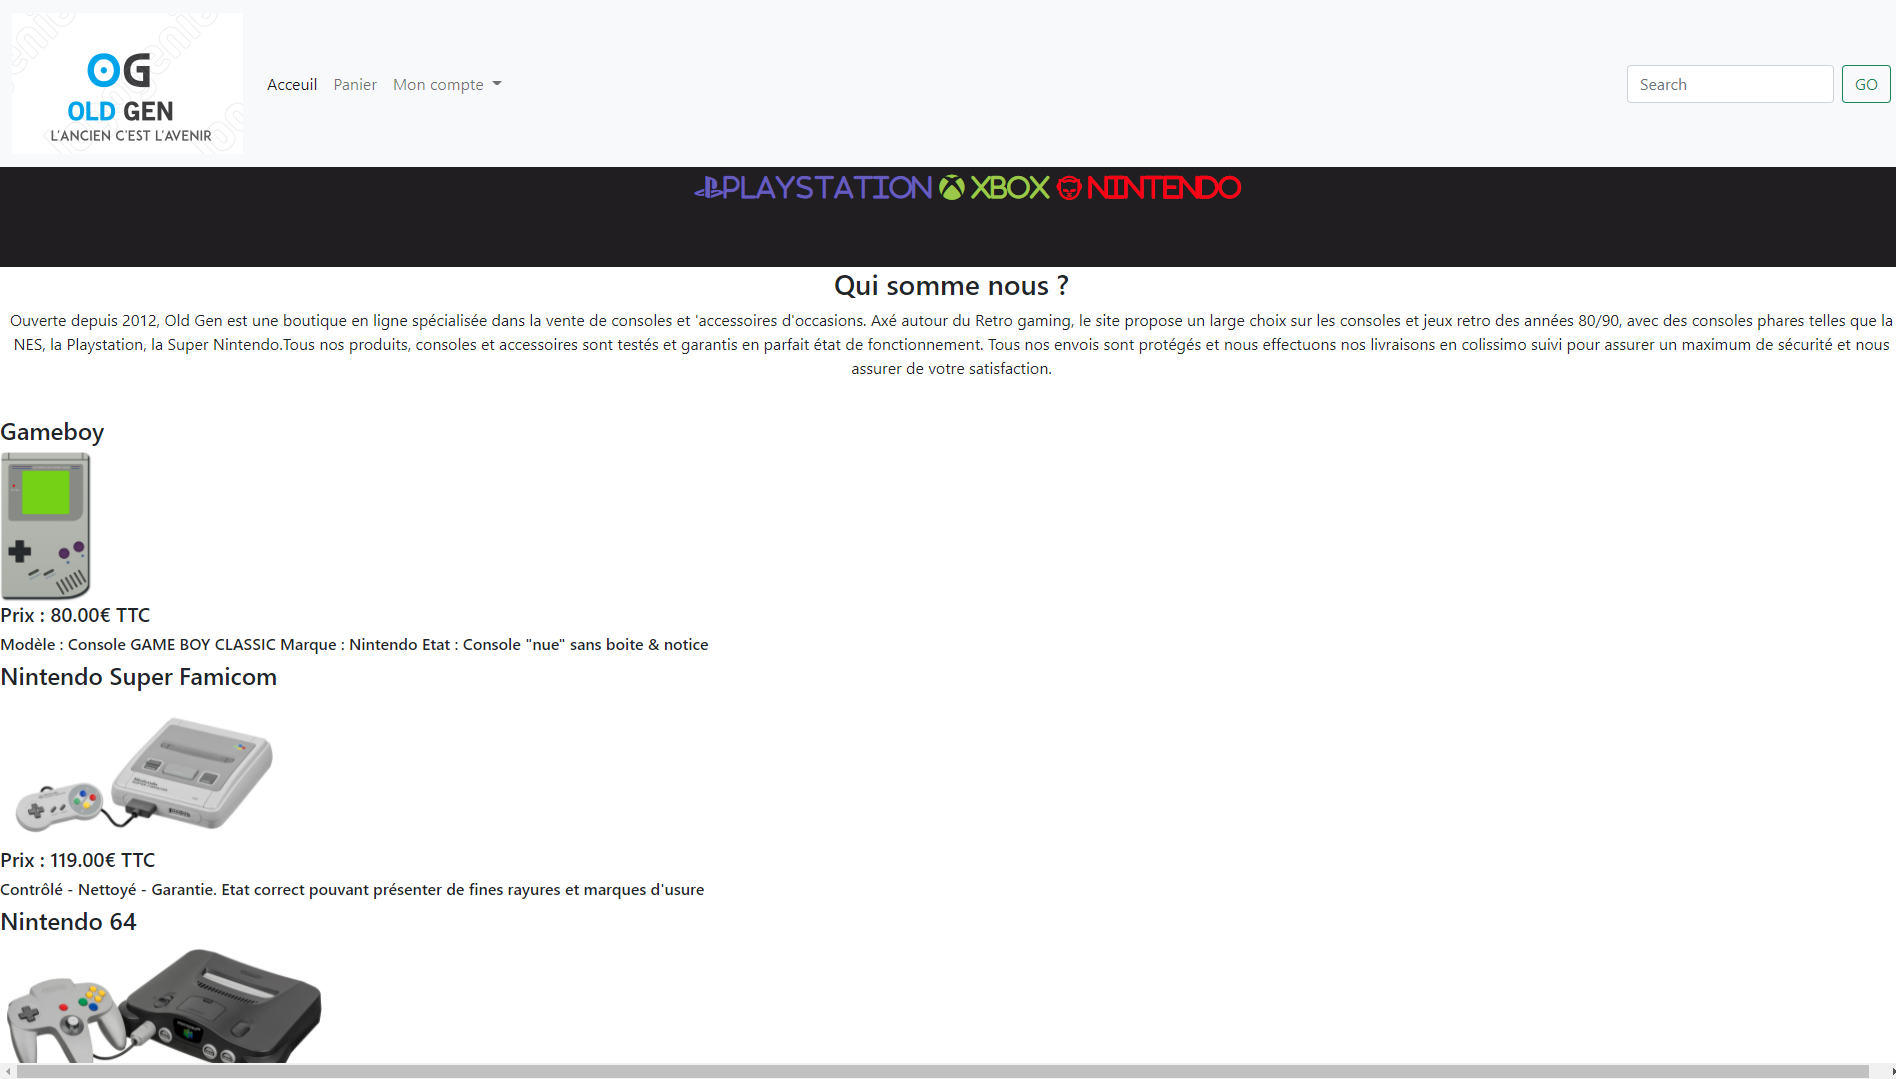 OG
OLD GEN
L'ANCIEN C'EST L'AVENIR
Acceuil Panier Mon compte Search GO
PLAYSTATION XBOX NINTENDO
Qui somme nous ?
Ouverte depuis 2012, Old Gen est une boutique en ligne spécialisée dans la vente de consoles et 'accessoires d'occasions. Axé autour du Retro gaming, le site propose un large choix sur les consoles et jeux retro des années 80/90, avec des consoles phares telles que la
NES, la Playstation, la Super Nintendo.Tous nos produits, consoles et accessoires sont testés et garantis en parfait état de fonctionnement. Tous nos envois sont protégés et nous effectuons nos livraisons en colissimo suivi pour assurer un maximum de sécurité et nous
assurer de votre satisfaction.
Gameboy
Prix : 80.00€ TTC
Modèle : Console GAME BOY CLASSIC Marque : Nintendo Etat : Console "nue" sans boite & notice
Nintendo Super Famicom
Prix : 119.00€ TTC
Contrôlé - Nettoyé - Garantie. Etat correct pouvant présenter de fines rayures et marques d'usure
Nintendo 64